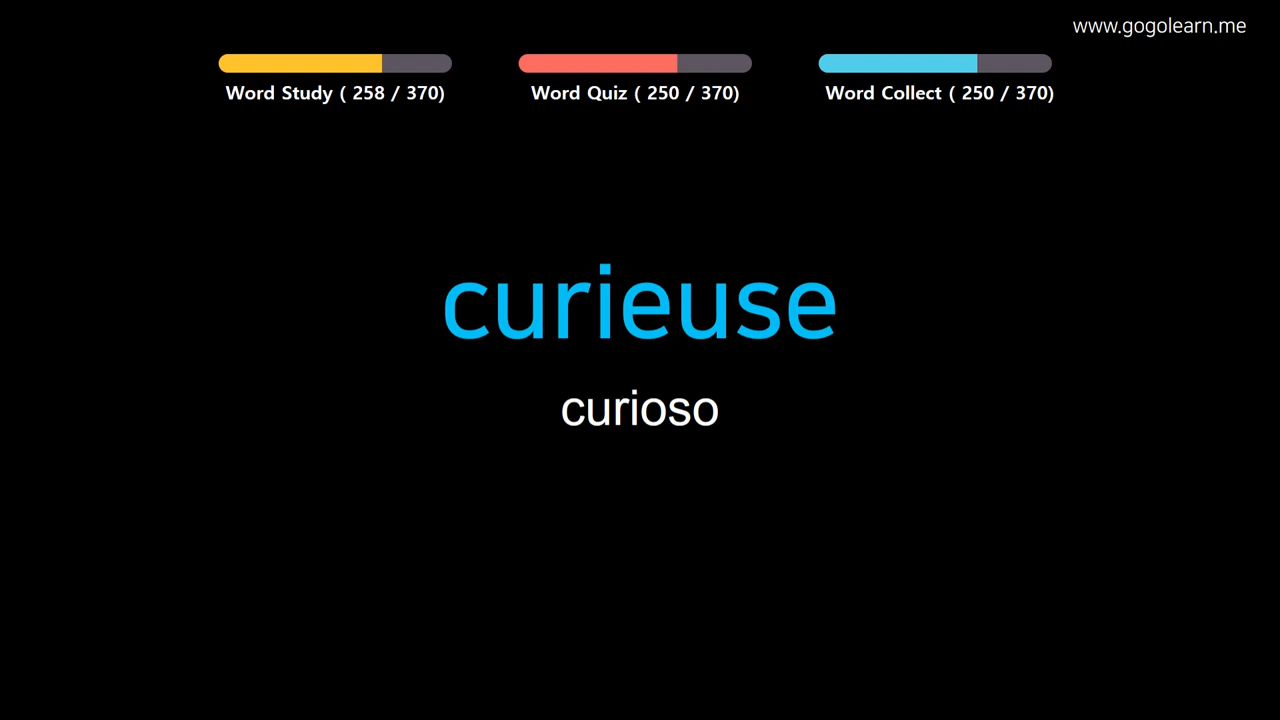 www.gogolearn.me
Word Study ( 258 / 370)
Word Quiz ( 250 / 370)
Word Collect ( 250 / 370)
curieuse
curioso